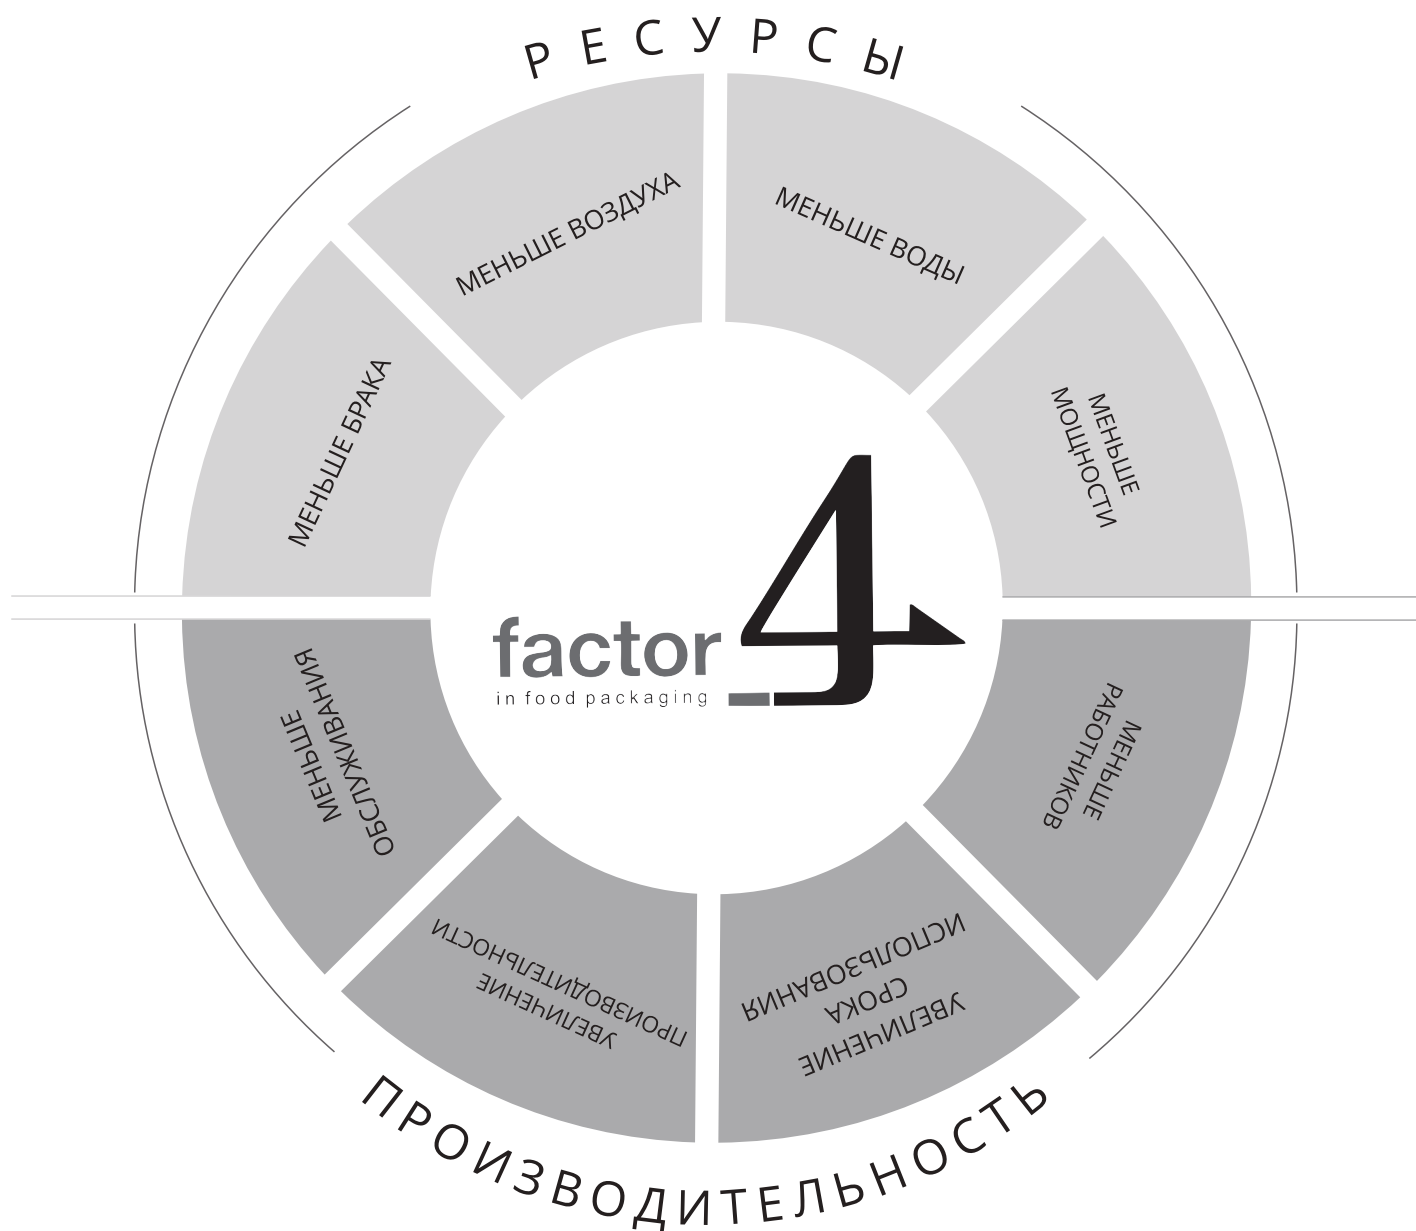 РЕСУРСЫ
МЕНЬШЕ ВОЗДУХА
МЕНЬШЕ ВОДЫ
МЕНЬШЕ БРАКА
МЕНЬШЕ
МОЩНОСТИ
factor 4
in food packaging
МЕНЬШЕ
ОБСЛУЖИВАНИЯ
МЕНЬШЕ
РАБОТНИКОВ
УВЕЛИЧЕНИЕ
ПРОИЗВОДИТЕЛЬНОСТИ
УВЕЛИЧЕНИЕ
СРОКА
ИСПОЛЬЗОВАНИЯ
ПРОИЗВОДИТЕЛЬНОСТЬ